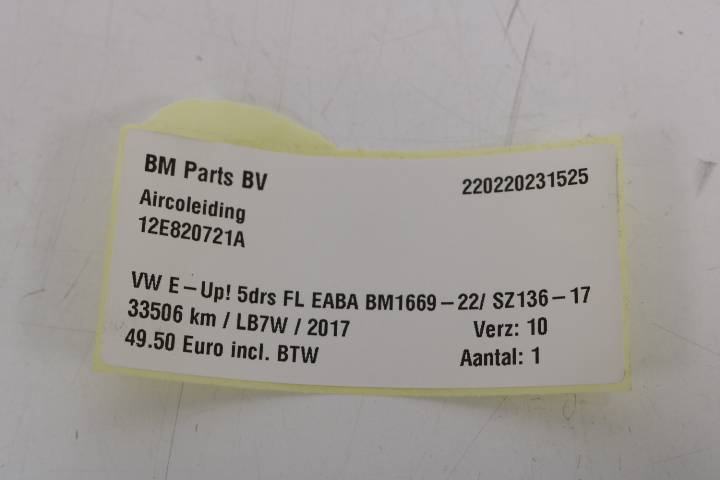 BM Parts BV 220220231525
Aircoleiding
12E820721A
VW E-Up! 5drs FL EABA BM1669-22/ SZ136-17
33506 km / LB7W / 2017 Verz: 10
49.50 Euro incl. BTW Aantal: 1